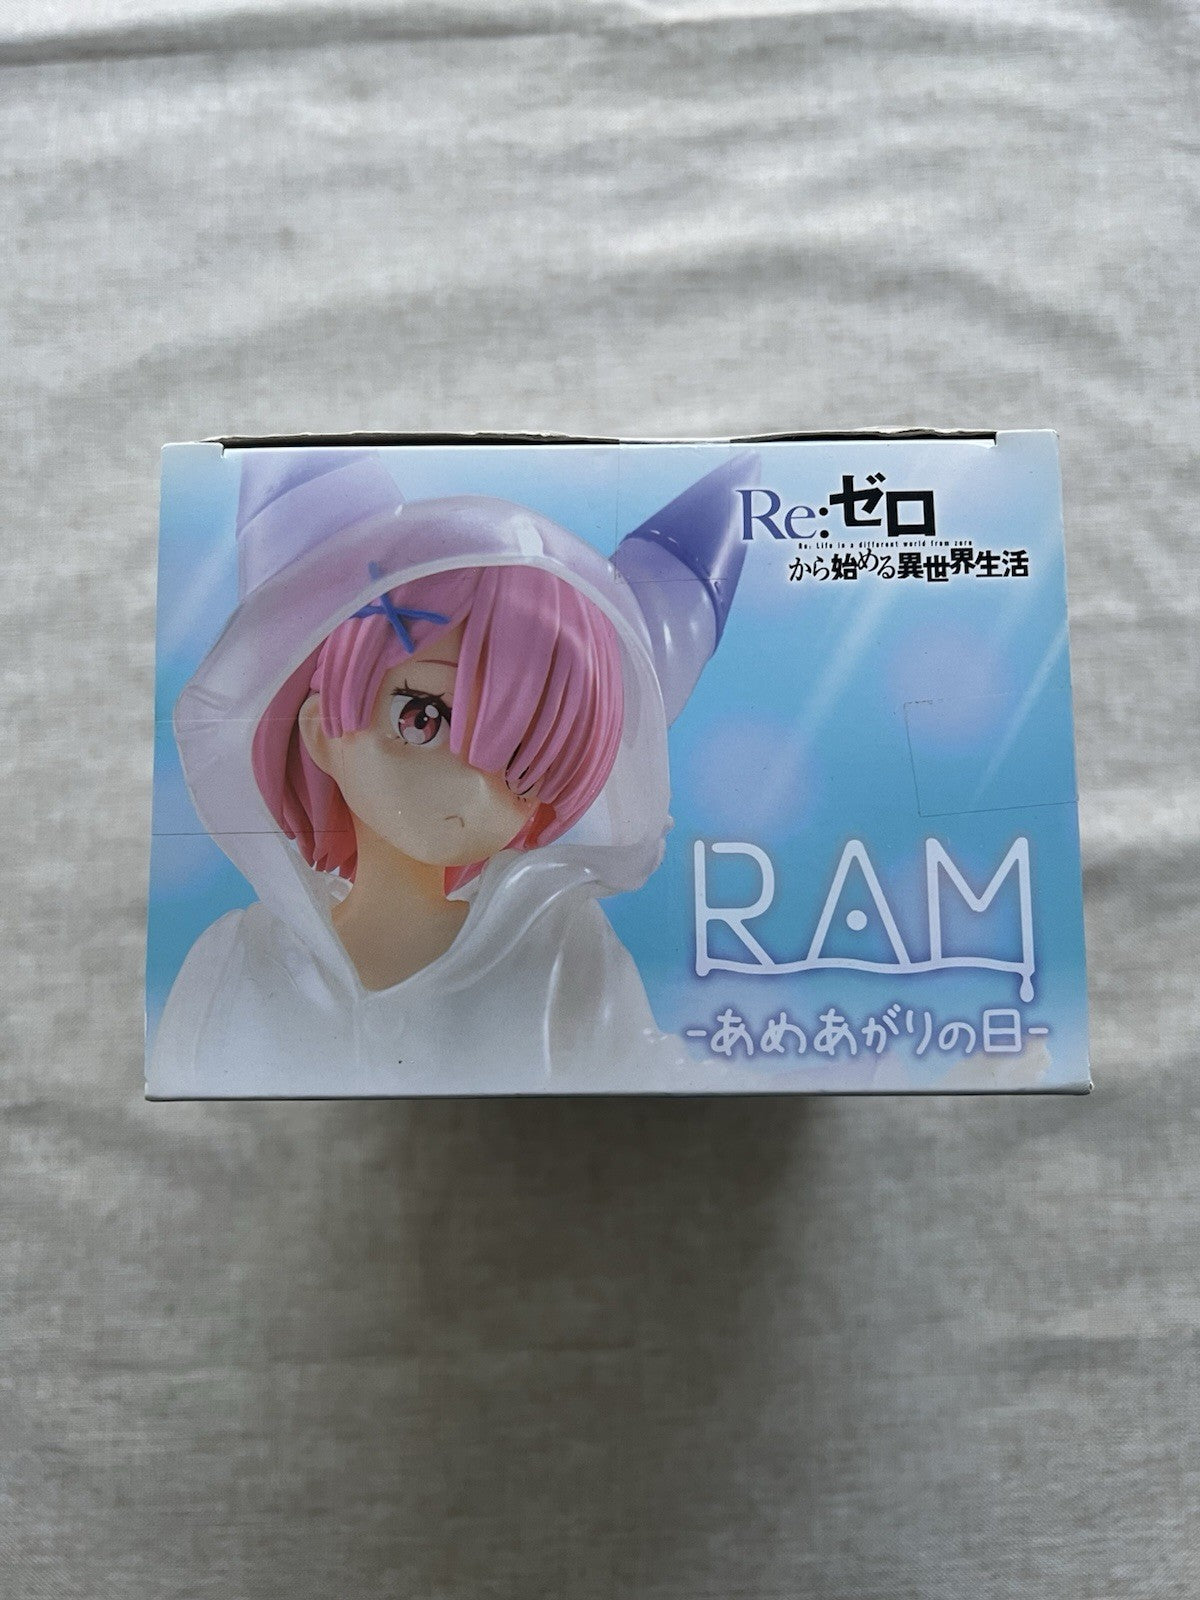 Re:ゼロ
Re: Life in a different world from zero
から始める異世界生活
RAM
-あめあがりの日-